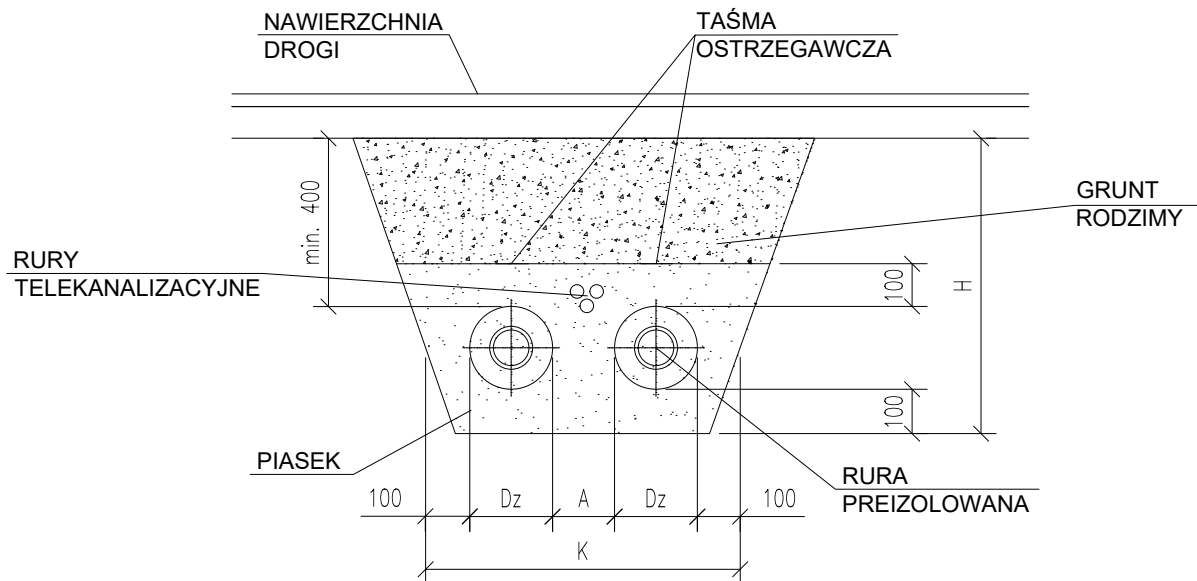 NAWIERZCHNIA
DROGI
TAŚMA
OSTRZEGAWCZA
min. 400
GRUNT
RODZIMY
RURY
TELEKANALIZACYJNE
100
H
100
PIASEK
RURA
PREIZOLOWANA
100
Dz
A
Dz
100
K